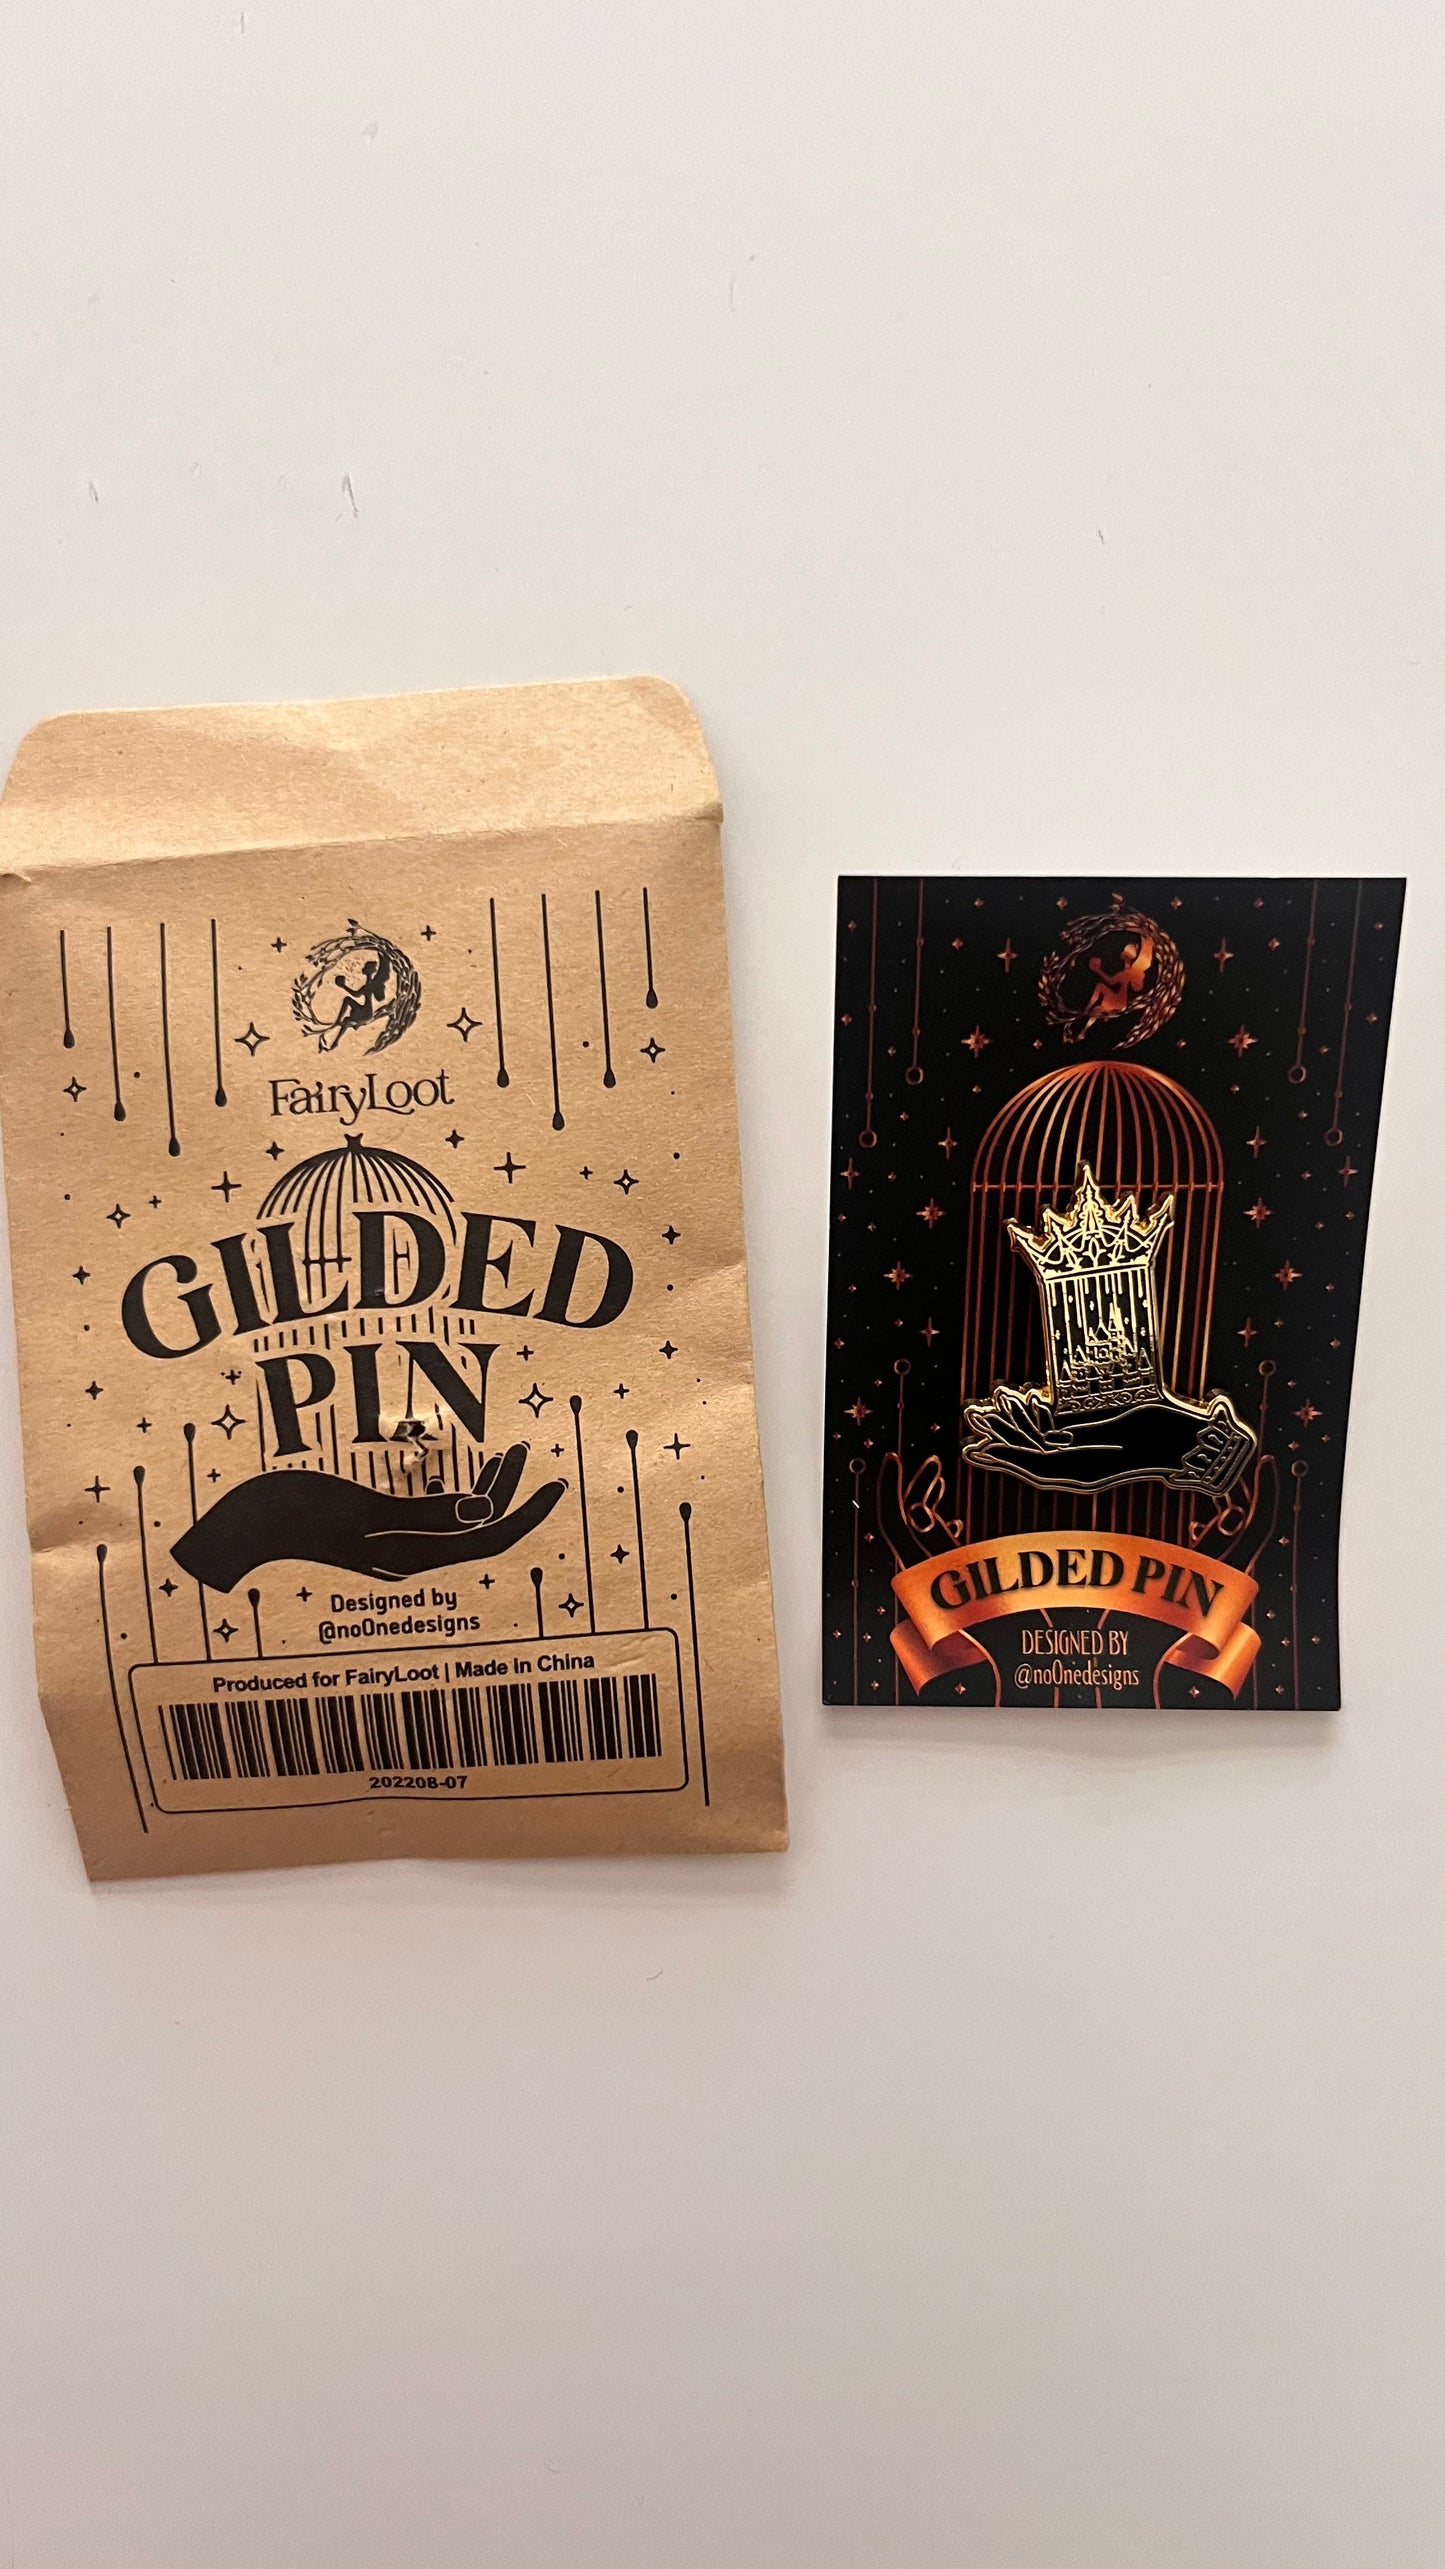 FairyLoot
GILDED
PIN
Designed by
@no0nedesigns
Produced for FairyLoot | Made in China
202208-07
GILDED PIN
DESIGNED BY
@no0nedesigns